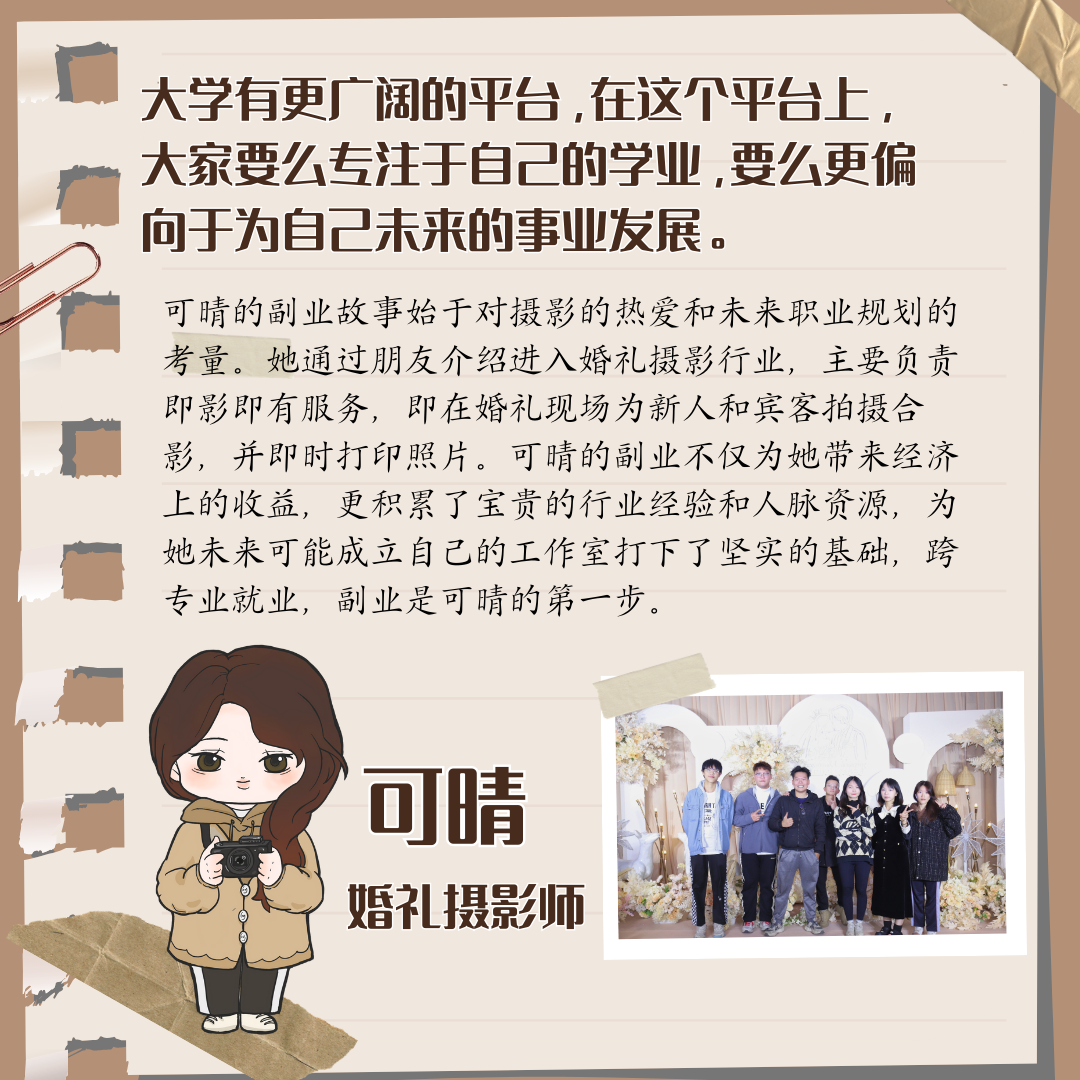 大学有更广阔的平台,在这个平台上,
大家要么专注于自己的学业,要么更偏
向于为自己未来的事业发展。
可晴的副业故事始于对摄影的热爱和未来职业规划的
考量。她通过朋友介绍进入婚礼摄影行业，主要负责
即影即有服务，即在婚礼现场为新人和宾客拍摄合
影，并即时打印照片。可晴的副业不仅为她带来经济
上的收益，更积累了宝贵的行业经验和人脉资源，为
她未来可能成立自己的工作室打下了坚实的基础，跨
专业就业，副业是可晴的第一步。
可晴
婚礼摄影师